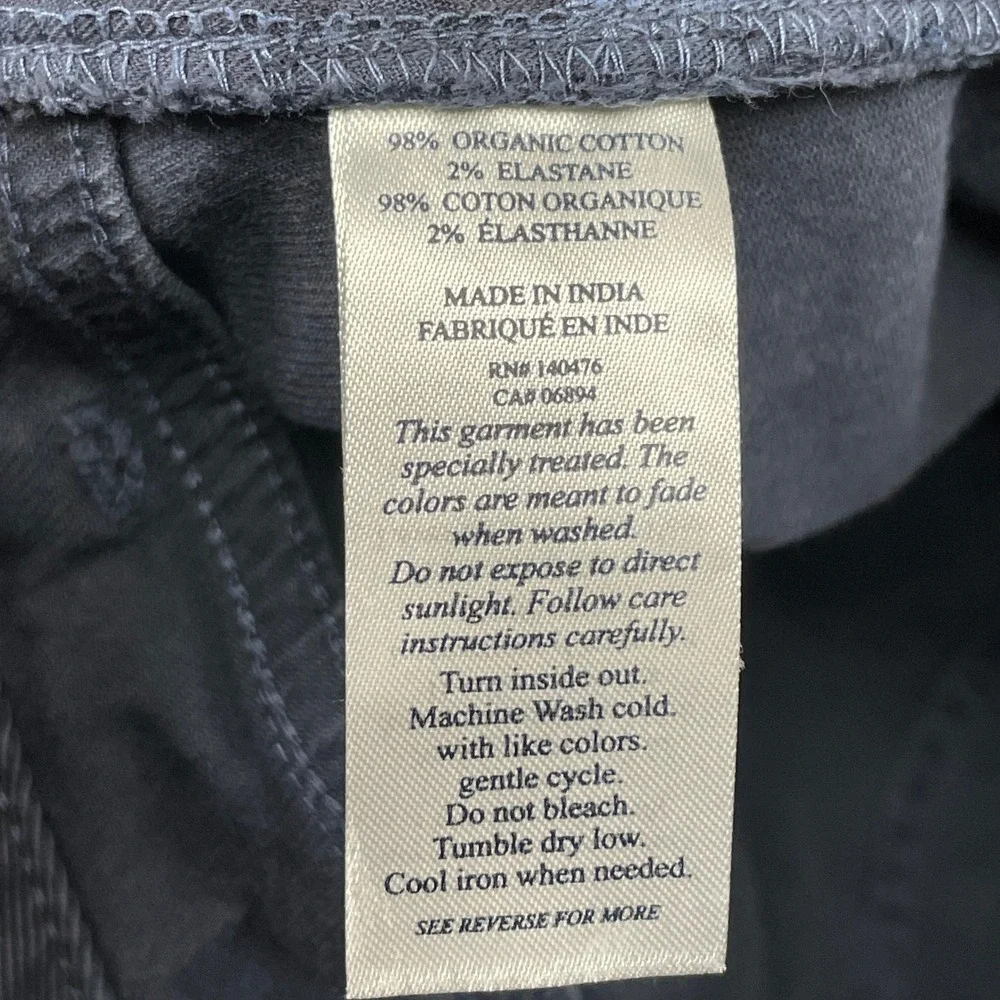 98% ORGANIC COTTON
2% ELASTANE
98% COTON ORGANIQUE
2% ÉLASTHANNE
MADE IN INDIA
FABRIQUÉ EN INDE
RN# 140476
CA# 06894
This garment has been
specially treated. The
colors are meant to fade
when washed.
Do not expose to direct
sunlight. Follow care
instructions carefully.
Turn inside out.
Machine Wash cold.
with like colors.
gentle cycle.
Do not bleach.
Tumble dry low.
Cool iron when needed.
SEE REVERSE FOR MORE